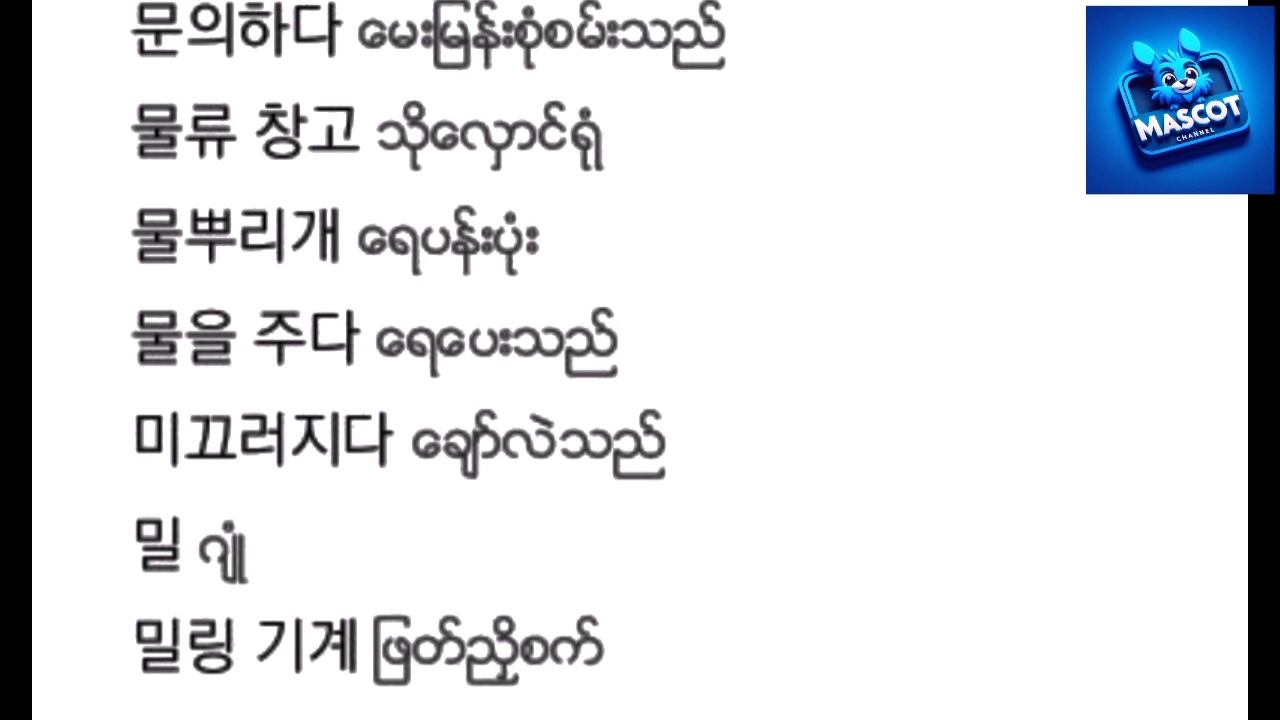 문의하다 မေးမြန်းစုံစမ်းသည်
물류 창고 သိုလှောင်ရုံ
물뿌리개 ရေပန်းပုံး
물을 주다 ရေပေးသည်
미끄러지다 ချော်လဲသည်
밀 ဂျုံ
밀링 기계 ဖြတ်ညှိစက်
MASCOT
CHANNEL